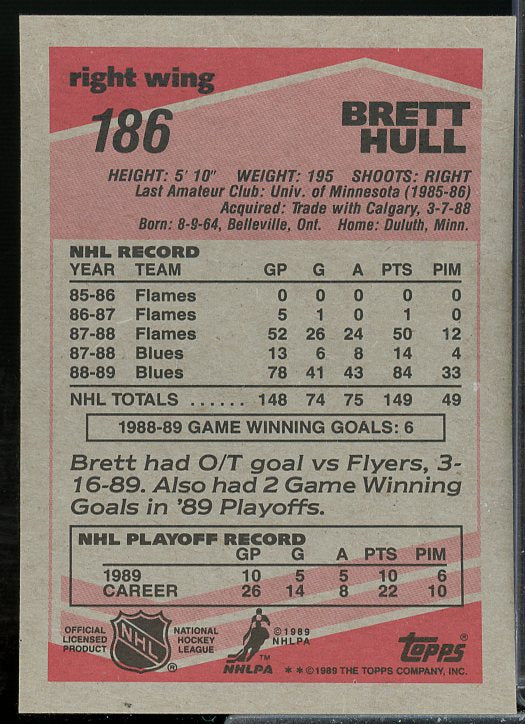 right wing
186
BRETT
HULL
HEIGHT: 5' 10" WEIGHT: 195 SHOOTS: RIGHT
Last Amateur Club: Univ. of Minnesota (1985-86)
Acquired: Trade with Calgary, 3-7-88
Born: 8-9-64, Belleville, Ont. Home: Duluth, Minn.
NHL RECORD
YEAR TEAM GP G A PTS PIM
85-86 Flames 0 0 0 0 0
86-87 Flames 5 1 0 1 0
87-88 Flames 52 26 24 50 12
87-88 Blues 13 6 8 14 4
88-89 Blues 78 41 43 84 33
NHL TOTALS ...... 148 74 75 149 49
1988-89 GAME WINNING GOALS: 6
Brett had O/T goal vs Flyers, 3-
16-89. Also had 2 Game Winning
Goals in '89 Playoffs.
NHL PLAYOFF RECORD
GP G A PTS PIM
1989 10 5 5 10 6
CAREER 26 14 8 22 10
OFFICIAL
LICENSED
PRODUCT
NHL
®
NATIONAL
HOCKEY
LEAGUE
©1989
NHLPA
TM
NHLPA
topps®
**©1989 THE TOPPS COMPANY, INC.